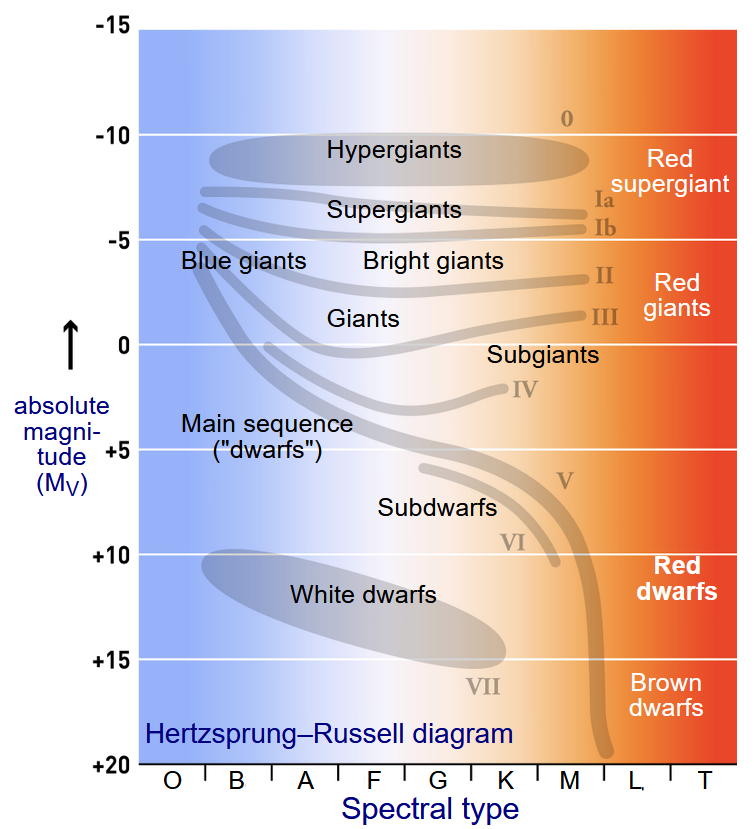 -15
0
-10
Hypergiants
Red
supergiant
Ia
Supergiants
Ib
-5
Blue giants
Bright giants
II
Red
giants
Giants
III
0
Subgiants
IV
absolute
magni-
tude
(MV)
Main sequence
("dwarfs")
+5
V
Subdwarfs
VI
+10
Red
dwarfs
White dwarfs
+15
VII
Brown
dwarfs
Hertzsprung–Russell diagram
+20
O B A F G K M L T
Spectral type